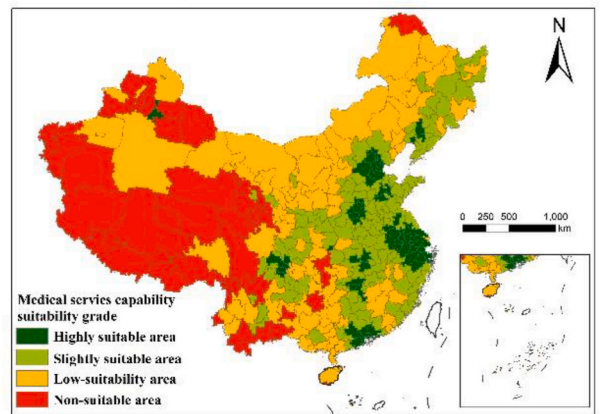 N
0 250 500 1,000
km
Medical servies capability
suitability grade
Highly suitable area
Slightly suitable area
Low-suitability area
Non-suitable area